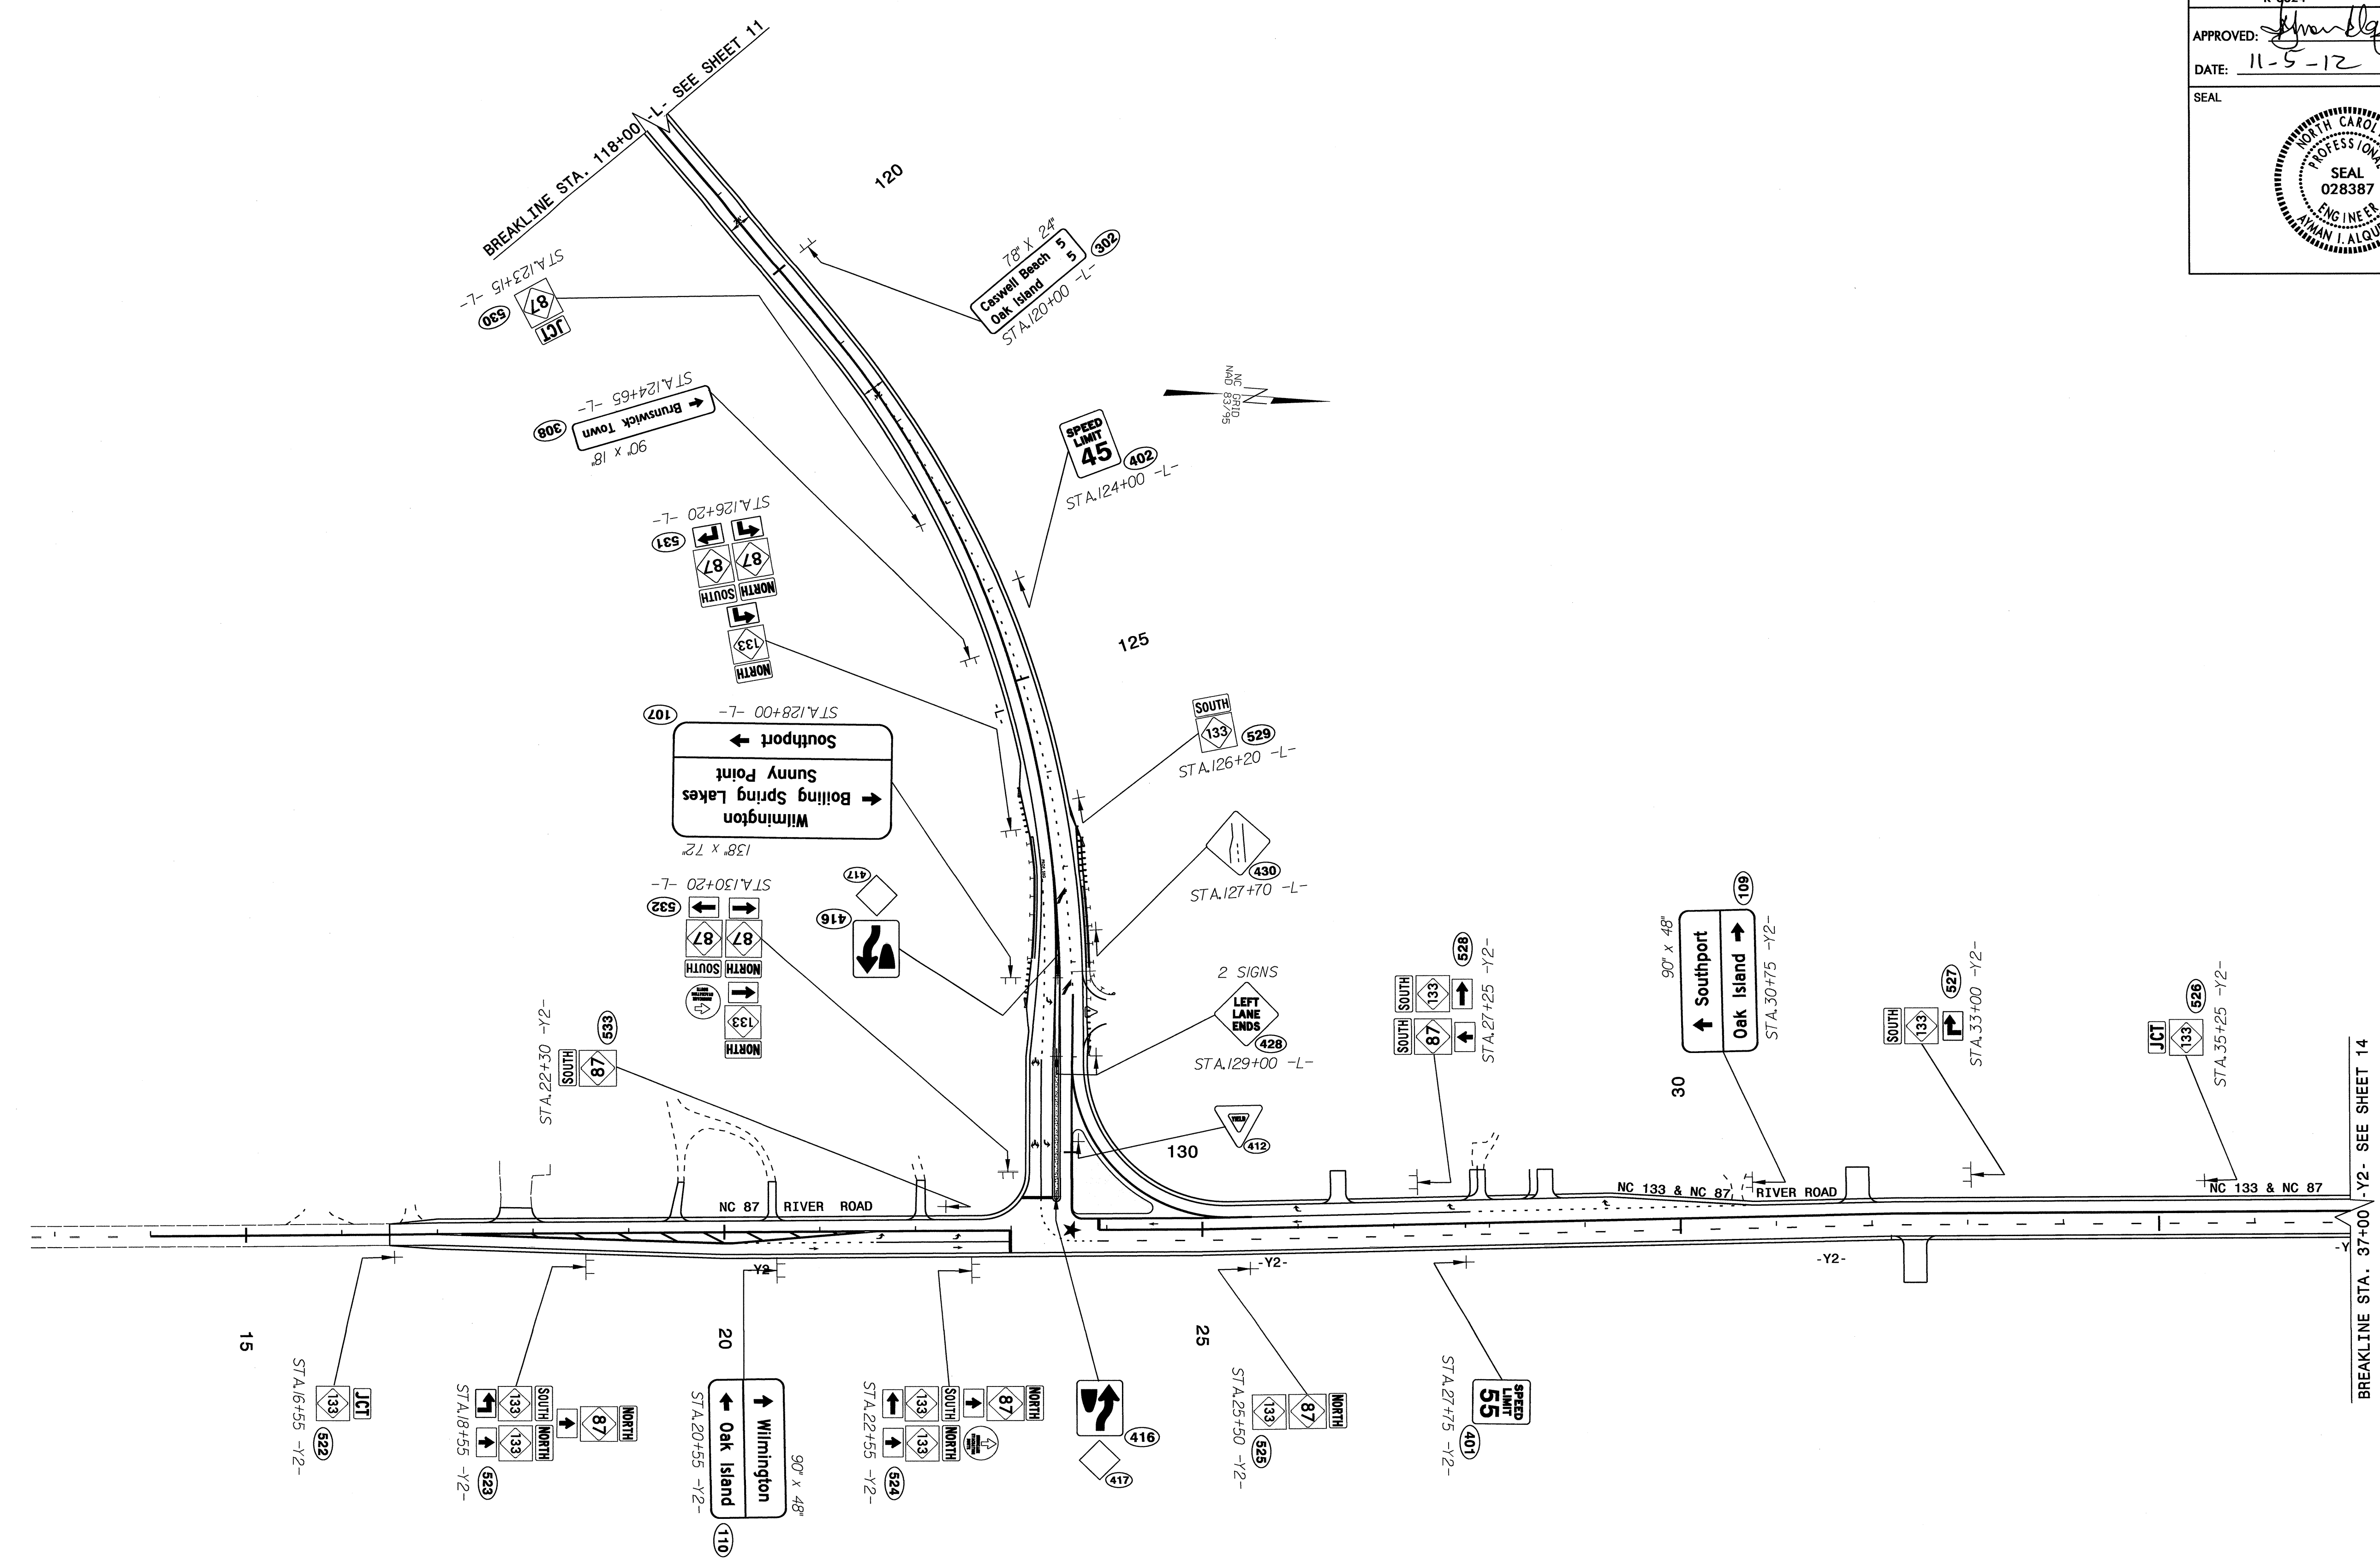 APPROVED:
DATE: 11-5-12
SEAL
NORTH CAROL
PROFESSIONAL
SEAL
028387
ENGINEER
AYMAN I. ALQU
BREAKLINE STA. 118+00 -L- SEE SHEET 11
120
78" X 24"
Caswell Beach 5
Oak Island 5
302
STA.120+00 -L-
STA.123+15 -L-
87
JCT
530
STA.124+65 -L-
Brunswick Town
308
90" x 18"
NC GRID
NAD 83/95
SPEED
LIMIT
45
402
STA.124+00 -L-
STA.126+20 -L-
531
NORTH
133
NORTH SOUTH
87 87
125
-L-
SOUTH
133
529
STA.126+20 -L-
107
STA.128+00 -L-
Wilmington
Boiling Spring Lakes
Sunny Point
Southport
138" x 72"
430
STA.127+70 -L-
417
416
STA.130+20 -L-
532
NORTH
133
NORTH SOUTH
87 87
HURRICANE
EVACUATION
ROUTE
2 SIGNS
LEFT
LANE
ENDS
428
STA.129+00 -L-
YIELD
412
130
STA.22+30 -Y2-
SOUTH
87
533
SOUTH
133
SOUTH
87
528
STA.27+25 -Y2-
90" x 48"
Southport
Oak Island
109
STA.30+75 -Y2-
30
SOUTH
133
527
STA.33+00 -Y2-
JCT
133
526
STA.35+25 -Y2-
BREAKLINE STA. 37+00 -Y2- SEE SHEET 14
NC 87 RIVER ROAD
NC 133 & NC 87 RIVER ROAD
NC 133 & NC 87
-Y2
-Y2-
-Y2-
-Y
15
20
25
STA.16+55 -Y2-
JCT
133
522
STA.18+55 -Y2-
NORTH
87
SOUTH NORTH
133 133
523
STA.20+55 -Y2-
Wilmington
Oak Island
90" x 48"
110
STA.22+55 -Y2-
NORTH
87
SOUTH NORTH
133 133
524
416
417
STA.25+50 -Y2-
NORTH
87
133
525
STA.27+75 -Y2-
SPEED
LIMIT
55
401